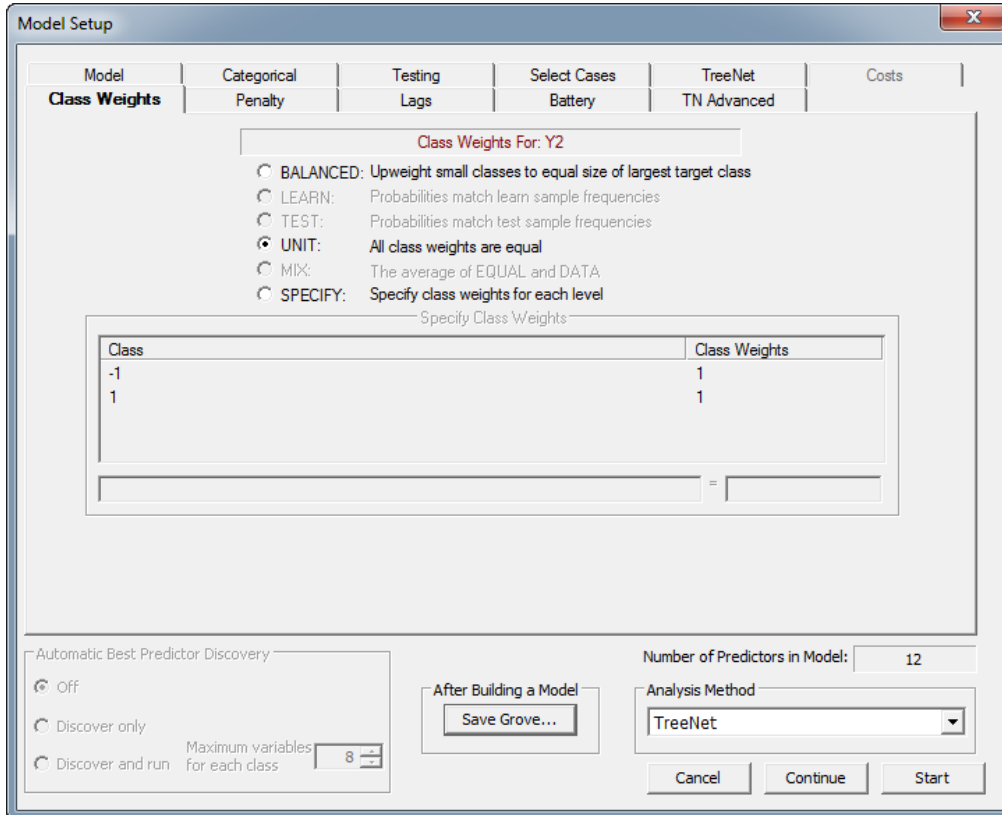 Model Setup
Model Categorical Testing Select Cases TreeNet Costs
Class Weights Penalty Lags Battery TN Advanced
Class Weights For: Y2
BALANCED: Upweight small classes to equal size of largest target class
LEARN: Probabilities match learn sample frequencies
TEST: Probabilities match test sample frequencies
UNIT: All class weights are equal
MIX: The average of EQUAL and DATA
SPECIFY: Specify class weights for each level
Specify Class Weights
Class Class Weights
-1 1
1 1
=
Automatic Best Predictor Discovery
Off
Discover only
Discover and run
Maximum variables
for each class
8
After Building a Model
Save Grove...
Number of Predictors in Model: 12
Analysis Method
TreeNet
Cancel Continue Start